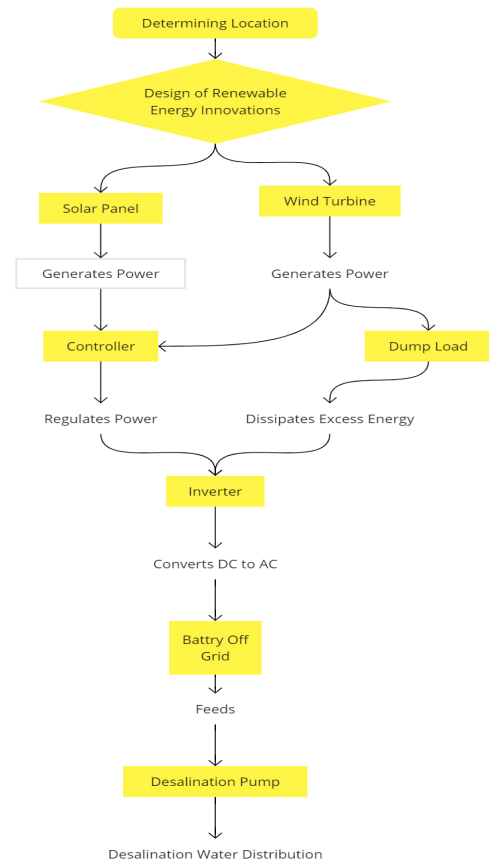 Determining Location
Design of Renewable
Energy Innovations
Solar Panel
Wind Turbine
Generates Power
Generates Power
Controller
Dump Load
Regulates Power
Dissipates Excess Energy
Inverter
Converts DC to AC
Battry Off
Grid
Feeds
Desalination Pump
Desalination Water Distribution